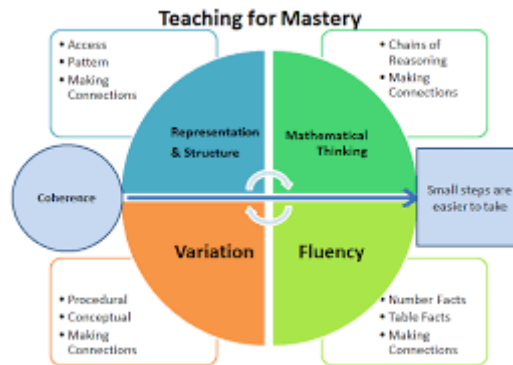 Teaching for Mastery
• Access
• Pattern
• Making
Connections
• Chains of
Reasoning
• Making
Connections
Representation
& Structure
Mathematical
Thinking
Coherence
Small steps are
easier to take
Variation
Fluency
• Procedural
• Conceptual
• Making
Connections
• Number Facts
• Table Facts
• Making
Connections